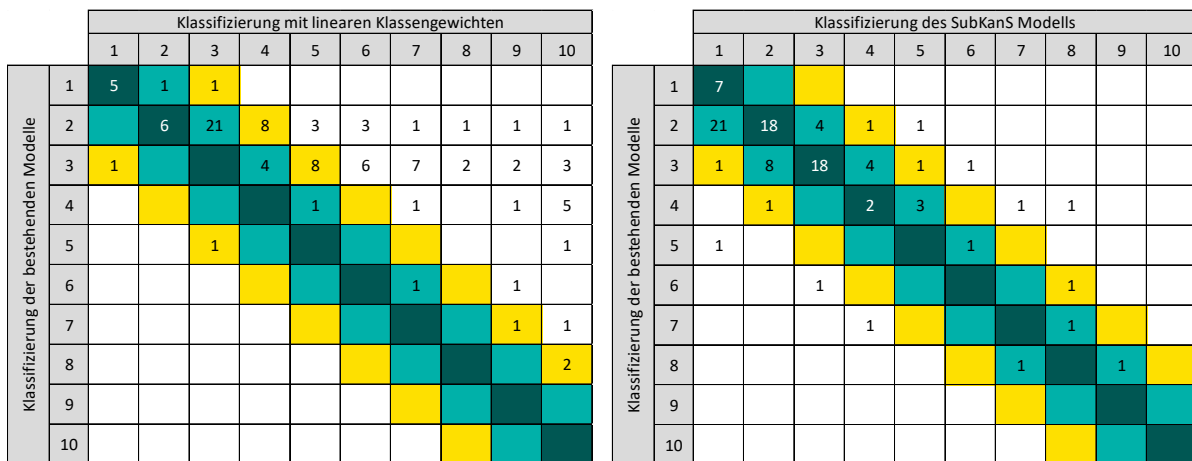 Klassifizierung mit linearen Klassengewichten
1 2 3 4 5 6 7 8 9 10
Klassifizierung der bestehenden Modelle
1 5 1 1
2 6 21 8 3 3 1 1 1 1
3 1 4 8 6 7 2 2 3
4 1 1 1 5
5 1 1
6 1 1
7 1 1
8 2
9
10
Klassifizierung des SubKanS Modells
1 2 3 4 5 6 7 8 9 10
Klassifizierung der bestehenden Modelle
1 7
2 21 18 4 1 1
3 1 8 18 4 1 1
4 1 2 3 1 1
5 1 1
6 1 1
7 1 1
8 1 1
9
10